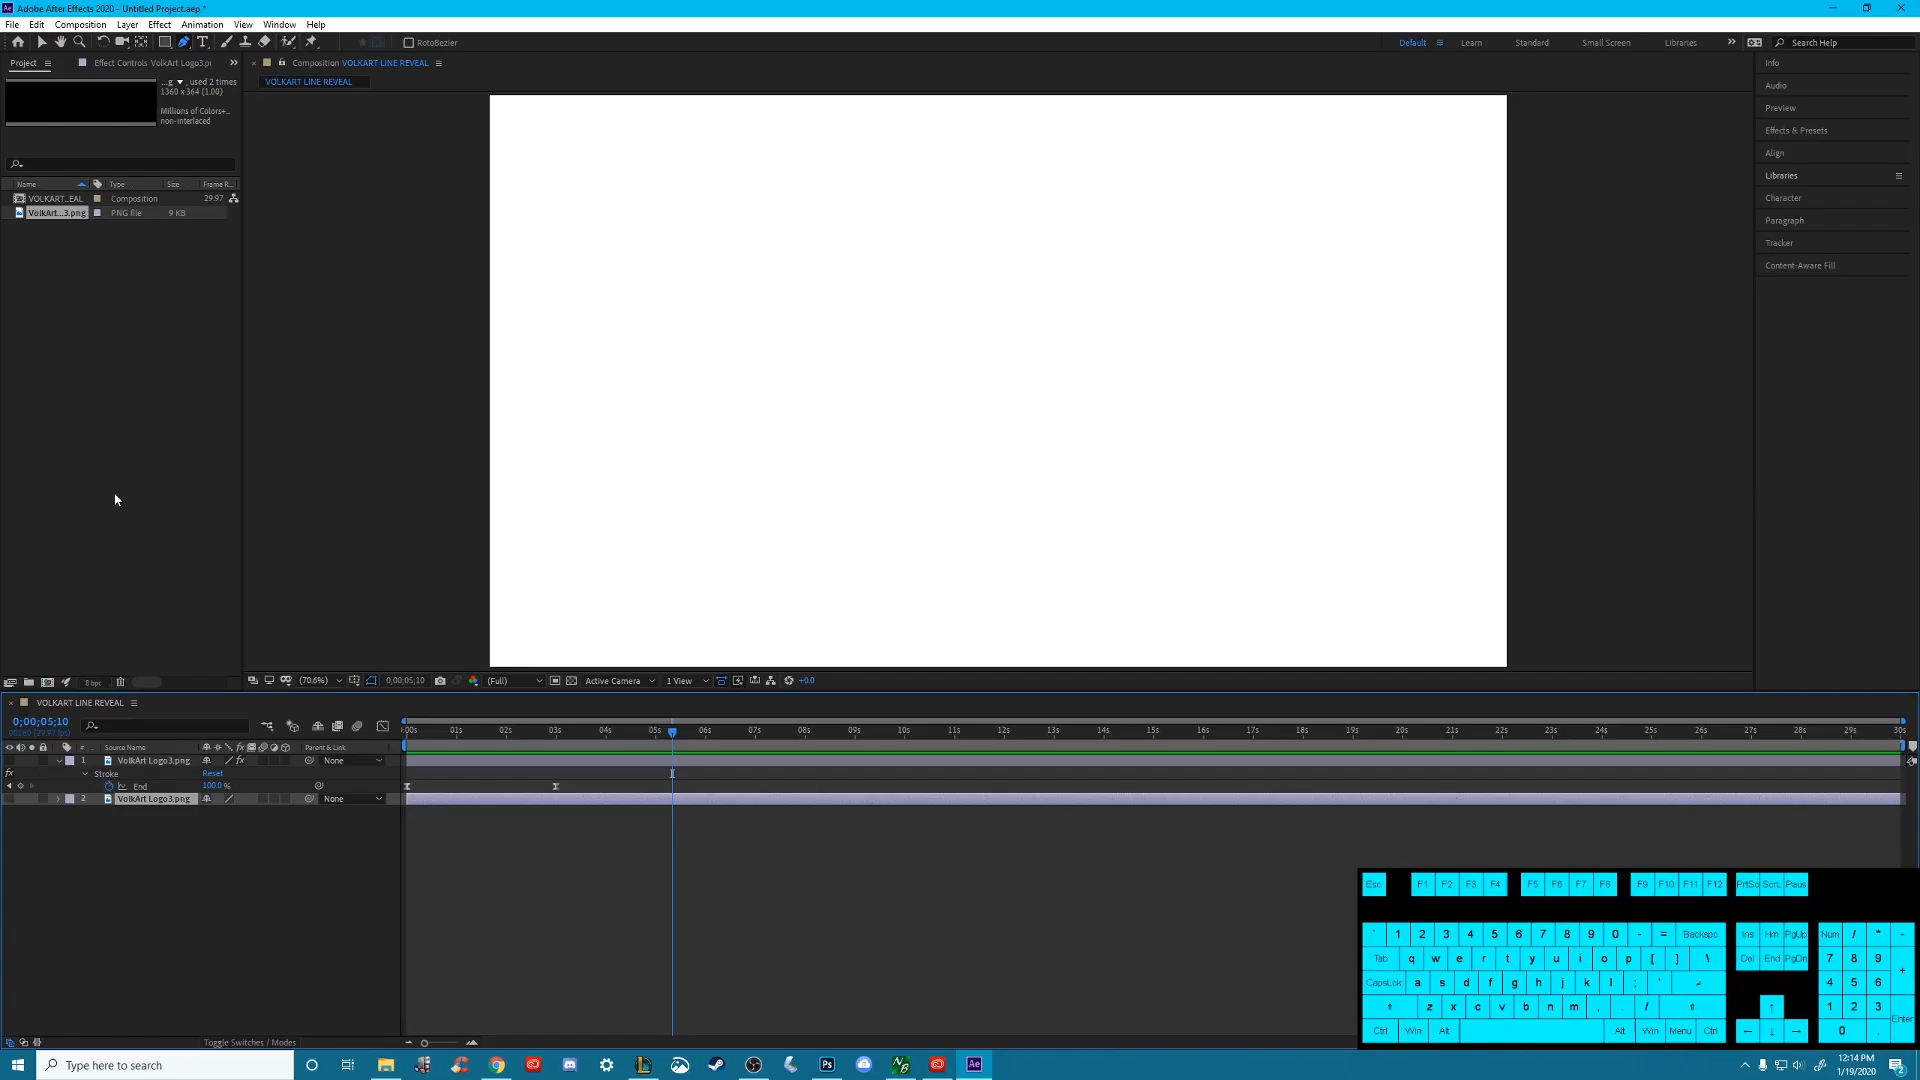 Adobe After Effects 2020 - Untitled Project.aep *
File Edit Composition Layer Effect Animation View Window Help
RotoBezier
Default Learn Standard Small Screen Libraries Search Help
Project Effect Controls VolkArt Logo3.pr
Composition VOLKART LINE REVEAL
VOLKART LINE REVEAL
...g , used 2 times
1360 x 364 (1.00)
Millions of Colors+...
non-interlaced
Name Type Size Frame R...
VOLKART...EAL Composition 29.97
VolkArt...3.png PNG file 9 KB
Info
Audio
Preview
Effects & Presets
Align
Libraries
Character
Paragraph
Tracker
Content-Aware Fill
8 bpc
(70.6%) 0;00;05;10 (Full) Active Camera 1 View +0.0
VOLKART LINE REVEAL
0;00;05;10
00160 (29.97 fps)
:00s 01s 02s 03s 04s 05s 06s 07s 08s 09s 10s 11s 12s 13s 14s 15s 16s 17s 18s 19s 20s 21s 22s 23s 24s 25s 26s 27s 28s 29s 30s
# Source Name fx Parent & Link
1 VolkArt Logo3.png fx None
fx Stroke Reset
End 100.0 %
2 VolkArt Logo3.png None
Toggle Switches / Modes
Esc F1 F2 F3 F4 F5 F6 F7 F8 F9 F10 F11 F12 PrtSc ScrL Paus
` 1 2 3 4 5 6 7 8 9 0 - = Backspc Ins Hm PgUp Num / * -
Tab q w e r t y u i o p [ ] \ Del End PgDn 7 8 9 +
CapsLck a s d f g h j k l ; ' 4 5 6
z x c v b n m , . / 1 2 3 Enter
Ctrl Win Alt Alt Win Menu Ctrl 0 .
Type here to search
12:14 PM
1/19/2020